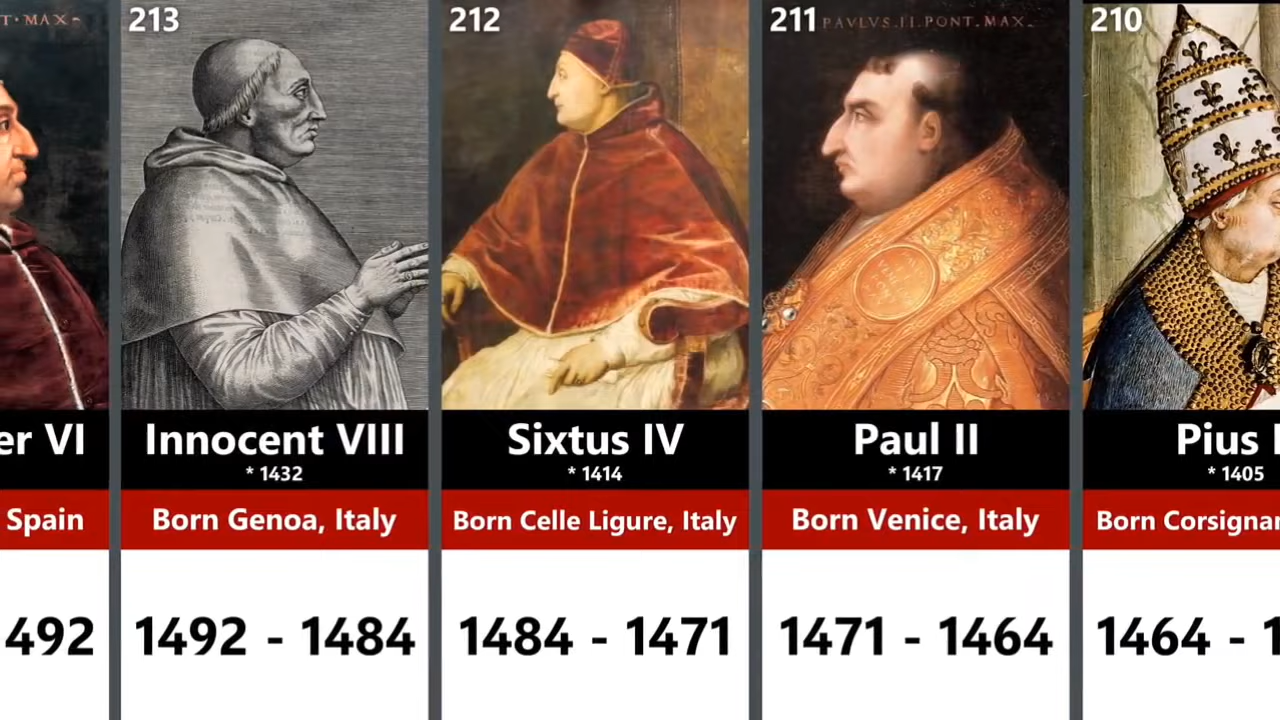 T·MAX~
er VI
Spain
492
213
Innocent VIII
* 1432
Born Genoa, Italy
1492 - 1484
212
Sixtus IV
* 1414
Born Celle Ligure, Italy
1484 - 1471
211
PAVLVS·II·PONT·MAX~
Paul II
* 1417
Born Venice, Italy
1471 - 1464
210
Pius I
* 1405
Born Corsignan
1464 - 1